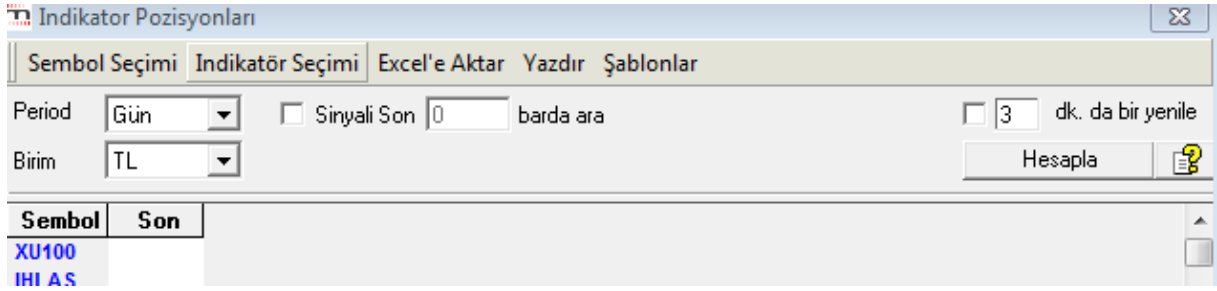 Indikator Pozisyonları
Sembol Seçimi Indikatör Seçimi Excel'e Aktar Yazdır Şablonlar
Period Gün Sinyali Son 0 barda ara 3 dk. da bir yenile
Birim TL Hesapla
Sembol Son
XU100
IHLAS